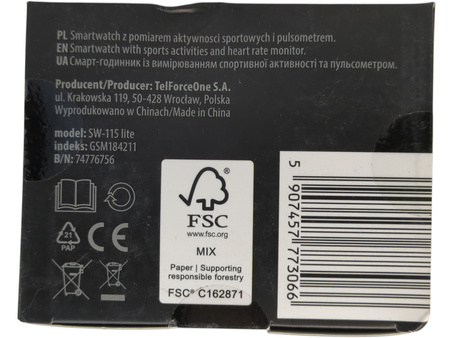 PL Smartwatch z pomiarem aktywności sportowych i pulsometrem.
EN Smartwatch with sports activities and heart rate monitor.
UA Смарт-годинник із вимірюванням спортивної активності та пульсометром.
Producent/Producer: TelForceOne S.A.
ul. Krakowska 119, 50-428 Wrocław, Polska
Wyprodukowano w Chinach/Made in China
model: SW-115 lite
indeks: GSM184211
B/N: 74776756
21
PAP
CE
FSC
www.fsc.org
MIX
Paper | Supporting
responsible forestry
FSC® C162871
5 907457 773066